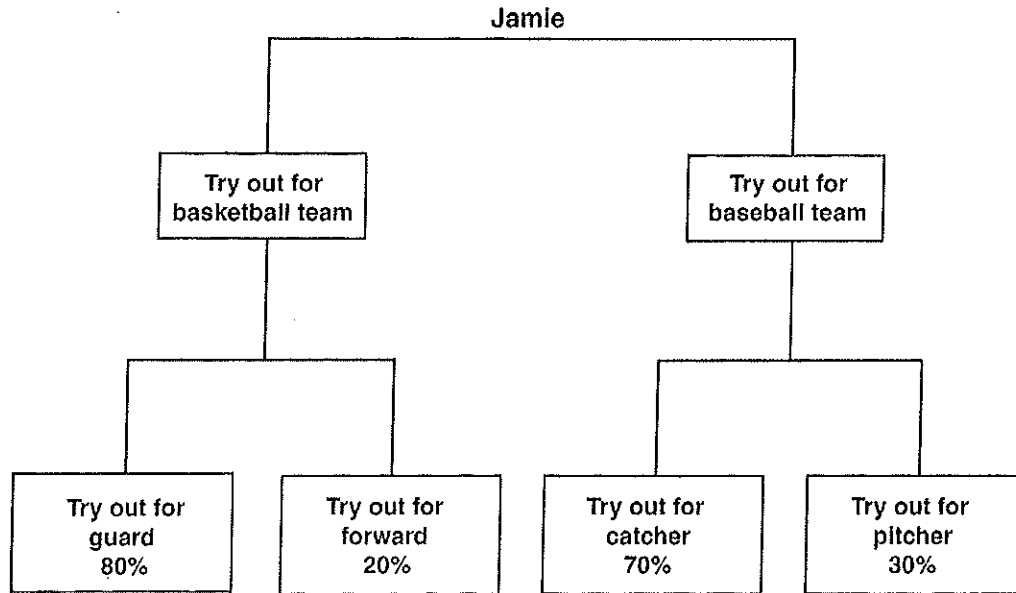 Jamie
Try out for
basketball team
Try out for
baseball team
Try out for
guard
80%
Try out for
forward
20%
Try out for
catcher
70%
Try out for
pitcher
30%